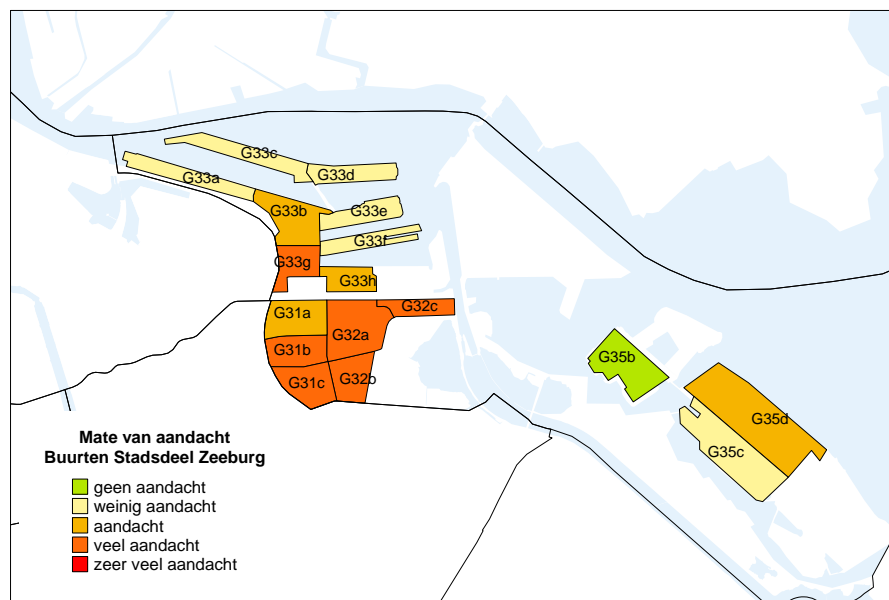 G33c
G33d
G33a
G33b
G33e
G33f
G33g
G33h
G31a
G32c
G32a
G31b
G31c
G32b
G35b
G35d
G35c
Mate van aandacht
Buurten Stadsdeel Zeeburg
geen aandacht
weinig aandacht
aandacht
veel aandacht
zeer veel aandacht